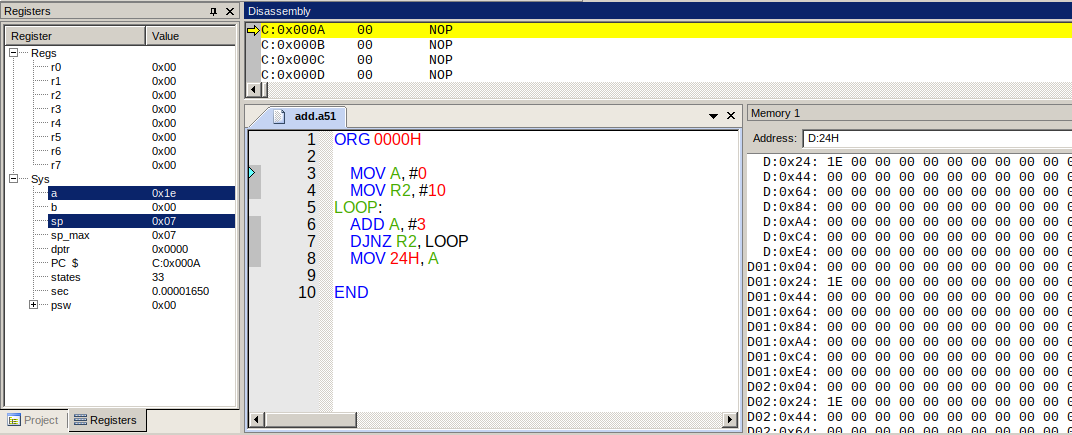 Registers
Register Value
Regs
r0 0x00
r1 0x00
r2 0x00
r3 0x00
r4 0x00
r5 0x00
r6 0x00
r7 0x00
Sys
a 0x1e
b 0x00
sp 0x07
sp_max 0x07
dptr 0x0000
PC $ C:0x000A
states 33
sec 0.00001650
psw 0x00
Project Registers
Disassembly
C:0x000A 00 NOP
C:0x000B 00 NOP
C:0x000C 00 NOP
C:0x000D 00 NOP
add.a51
1 ORG 0000H
2
3 MOV A, #0
4 MOV R2, #10
5 LOOP:
6 ADD A, #3
7 DJNZ R2, LOOP
8 MOV 24H, A
9
10 END
Memory 1
Address: D:24H
D:0x24: 1E 00 00 00 00 00 00 00 00 00
D:0x44: 00 00 00 00 00 00 00 00 00 00
D:0x64: 00 00 00 00 00 00 00 00 00 00
D:0x84: 00 00 00 00 00 00 00 00 00 00
D:0xA4: 00 00 00 00 00 00 00 00 00 00
D:0xC4: 00 00 00 00 00 00 00 00 00 00
D:0xE4: 00 00 00 00 00 00 00 00 00 00
D01:0x04: 00 00 00 00 00 00 00 00 00 00
D01:0x24: 1E 00 00 00 00 00 00 00 00 00
D01:0x44: 00 00 00 00 00 00 00 00 00 00
D01:0x64: 00 00 00 00 00 00 00 00 00 00
D01:0x84: 00 00 00 00 00 00 00 00 00 00
D01:0xA4: 00 00 00 00 00 00 00 00 00 00
D01:0xC4: 00 00 00 00 00 00 00 00 00 00
D01:0xE4: 00 00 00 00 00 00 00 00 00 00
D02:0x04: 00 00 00 00 00 00 00 00 00 00
D02:0x24: 1E 00 00 00 00 00 00 00 00 00
D02:0x44: 00 00 00 00 00 00 00 00 00 00
D02:0x64: 00 00 00 00 00 00 00 00 00 00